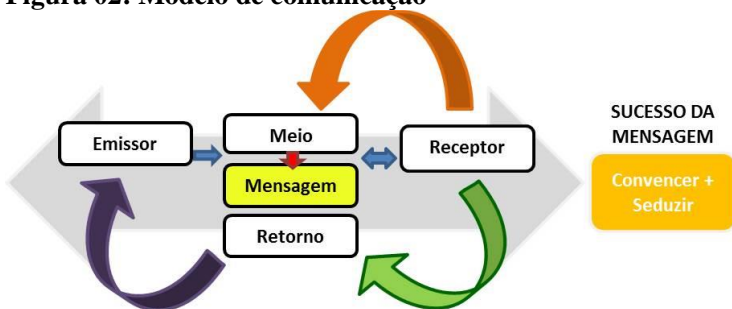 Figura 02: Modelo de comunicação
Emissor
Meio
Mensagem
Retorno
Receptor
SUCESSO DA
MENSAGEM
Convencer +
Seduzir